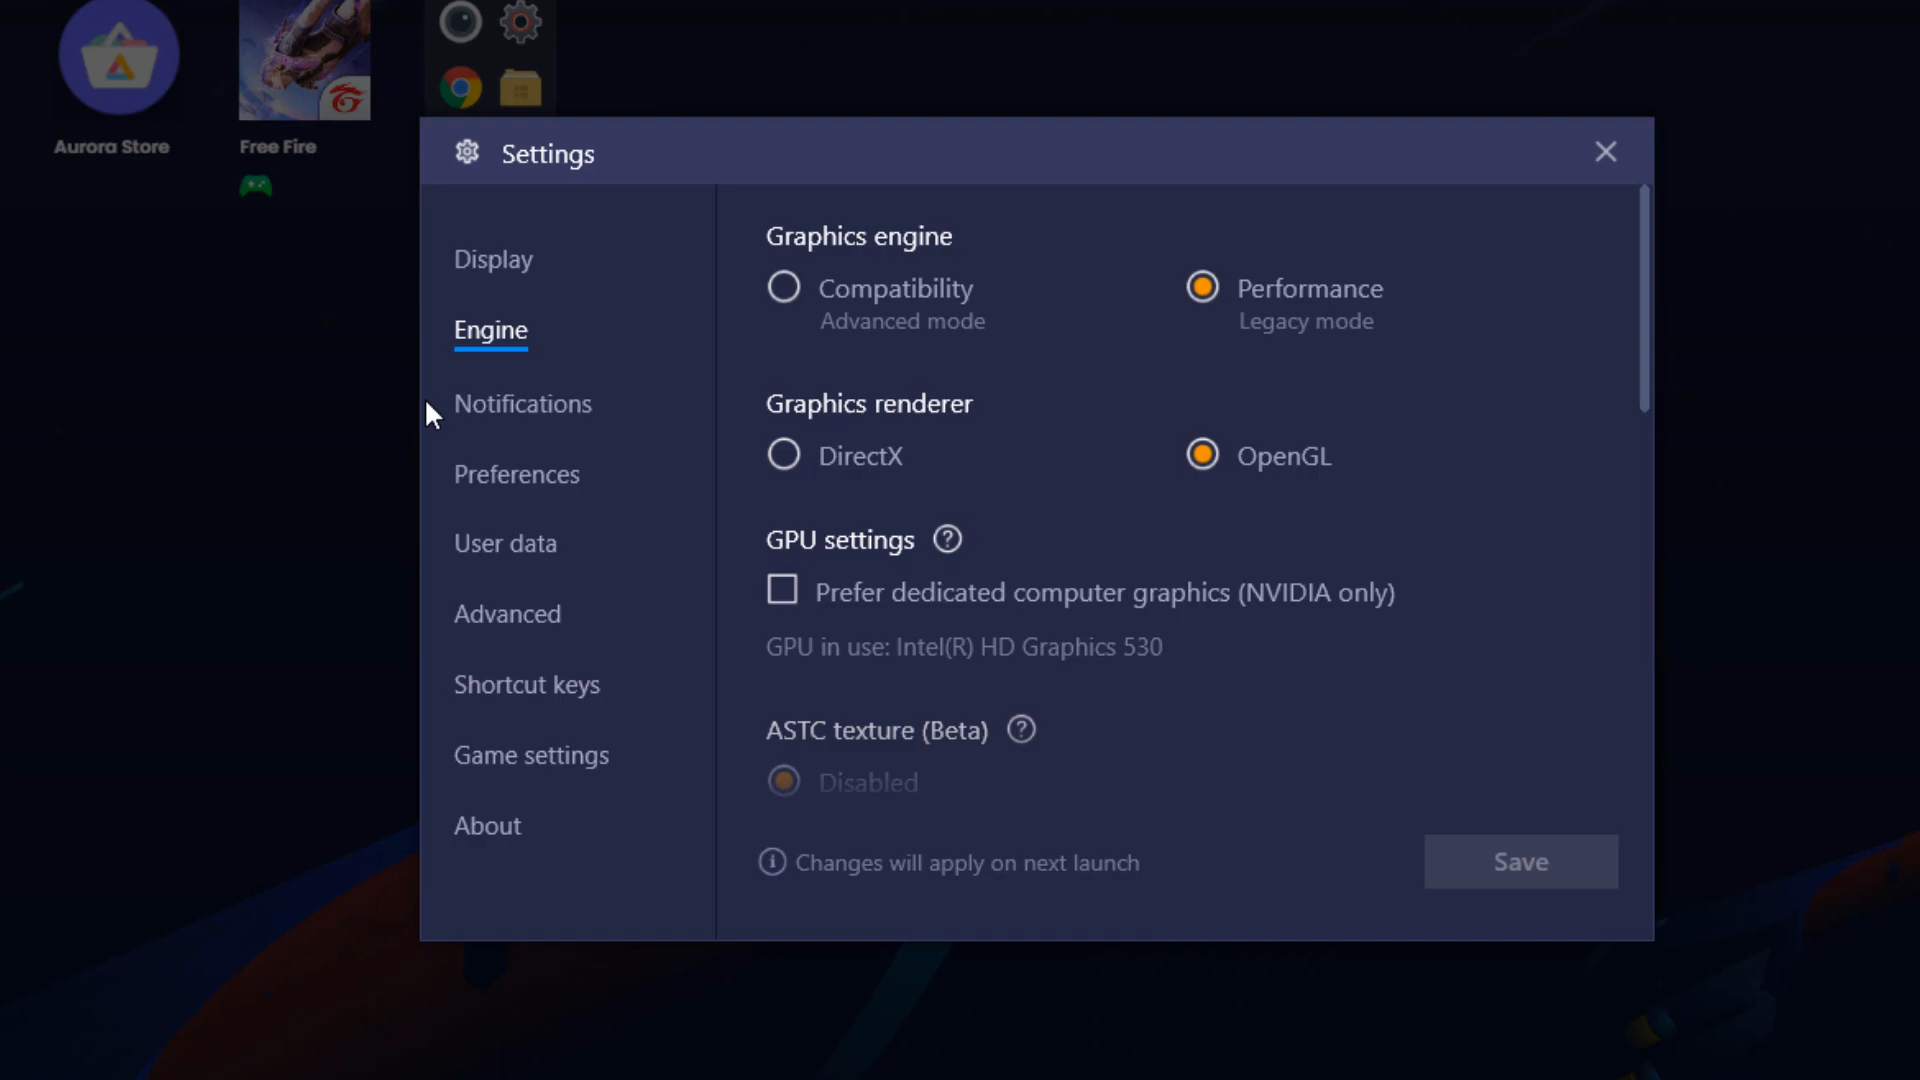 Aurora Store
Free Fire
Settings
Display
Engine
Notifications
Preferences
User data
Advanced
Shortcut keys
Game settings
About
Graphics engine
Compatibility
Advanced mode
Performance
Legacy mode
Graphics renderer
DirectX
OpenGL
GPU settings ?
Prefer dedicated computer graphics (NVIDIA only)
GPU in use: Intel(R) HD Graphics 530
ASTC texture (Beta) ?
Disabled
Changes will apply on next launch
Save